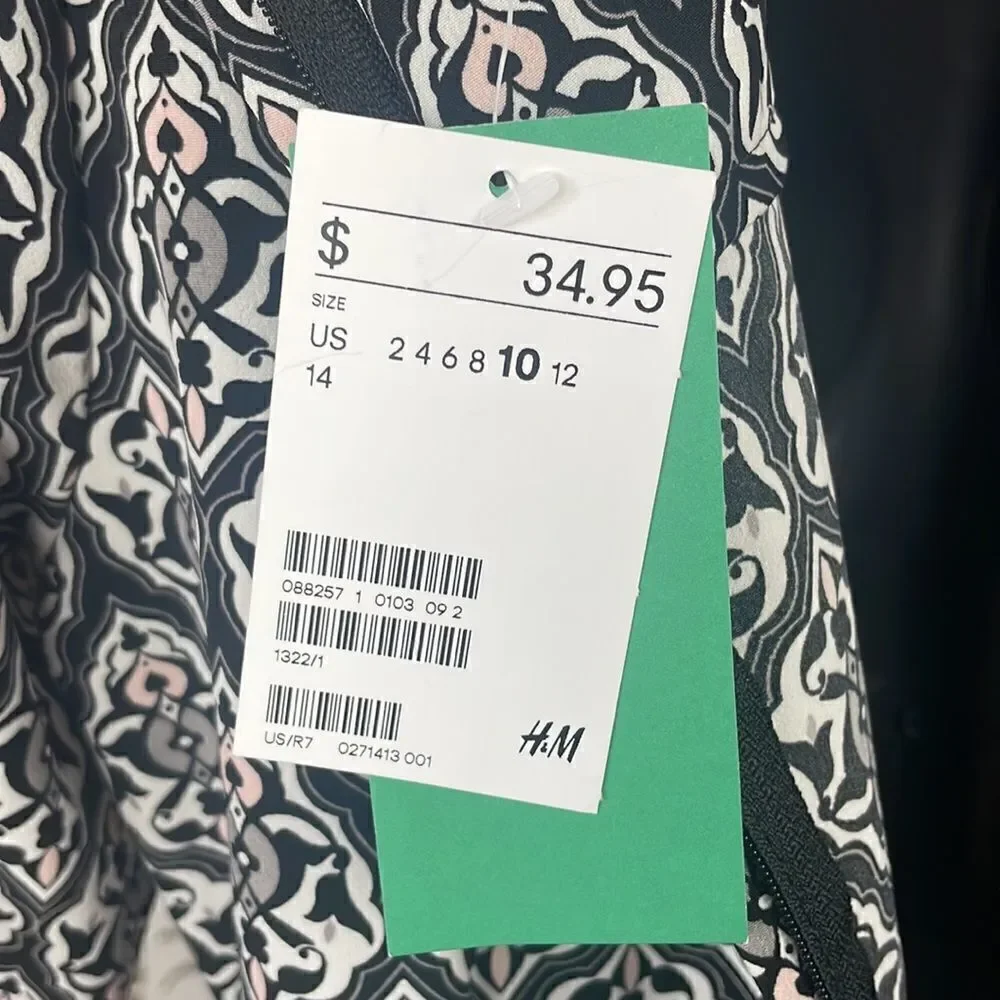 $ 34.95
SIZE
US 2 4 6 8 10 12
14
088257 1 0103 09 2
1322/1
US/R7 0271413 001
H&M